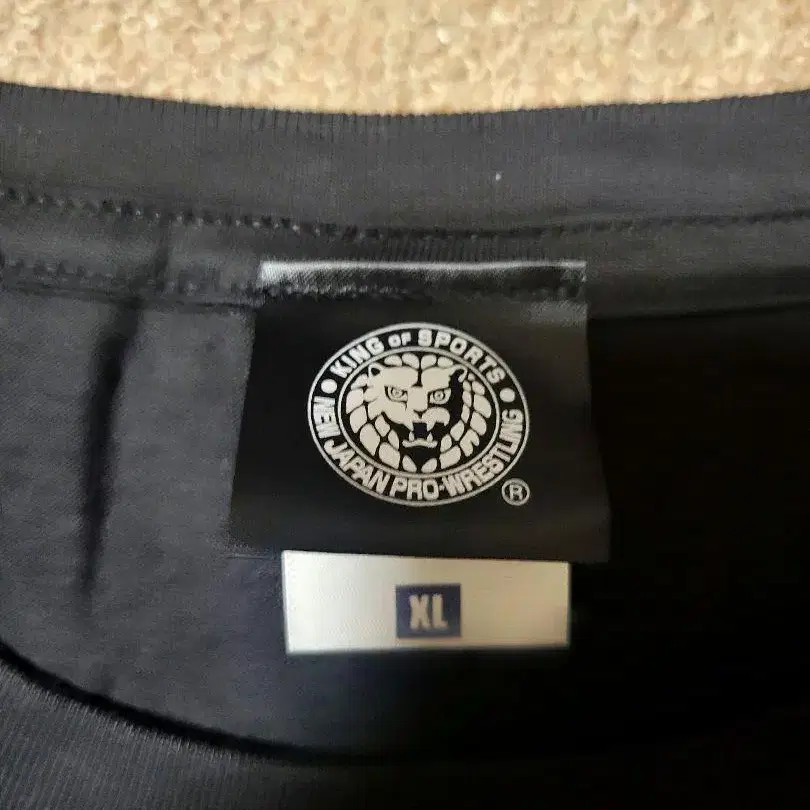 KING OF SPORTS
NEW JAPAN PRO-WRESTLING
®
XL